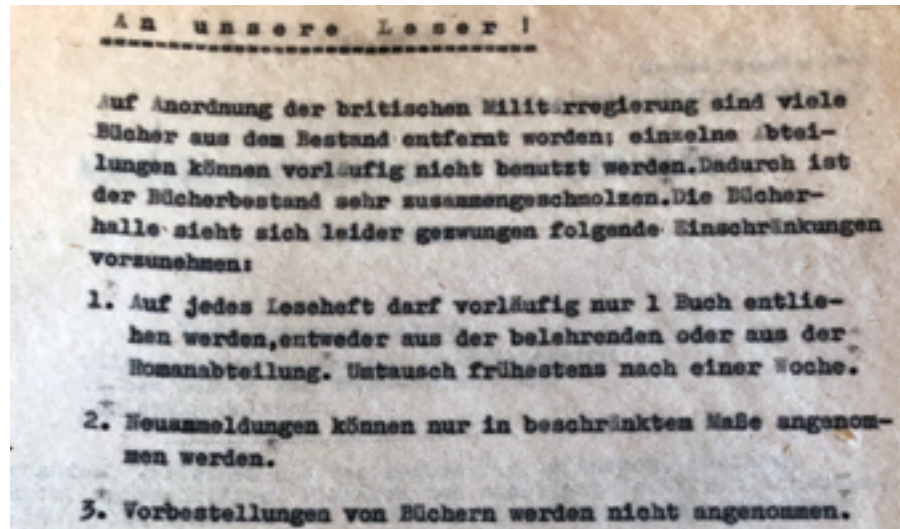 An unsere Leser!
Auf Anordnung der britischen Militärregierung sind viele
Bücher aus dem Bestand entfernt worden; einzelne Abtei-
lungen können vorläufig nicht benutzt werden.Dadurch ist
der Bücherbestand sehr zusammengeschmolzen.Die Bücher-
halle sieht sich leider gezwungen folgende Einschränkungen
vorzunehmen:
1. Auf jedes Leseheft darf vorläufig nur 1 Buch entlie-
hen werden,entweder aus der belehrenden oder aus der
Romanabteilung. Umtausch frühestens nach einer Woche.
2. Neuanmeldungen können nur in beschränktem Maße angenom-
men werden.
3. Vorbestellungen von Büchern werden nicht angenommen.